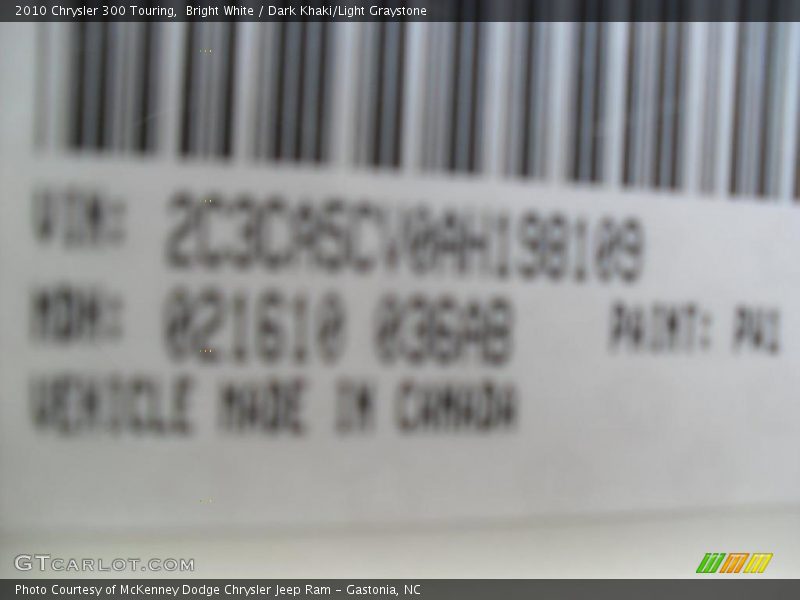 2010 Chrysler 300 Touring, Bright White / Dark Khaki/Light Graystone
VIN: 2C3CA5CV0AH198109
MDH: 021610 036AB
PAINT: PW1
VEHICLE MADE IN CANADA
GTCARLOT.COM
Photo Courtesy of McKenney Dodge Chrysler Jeep Ram - Gastonia, NC